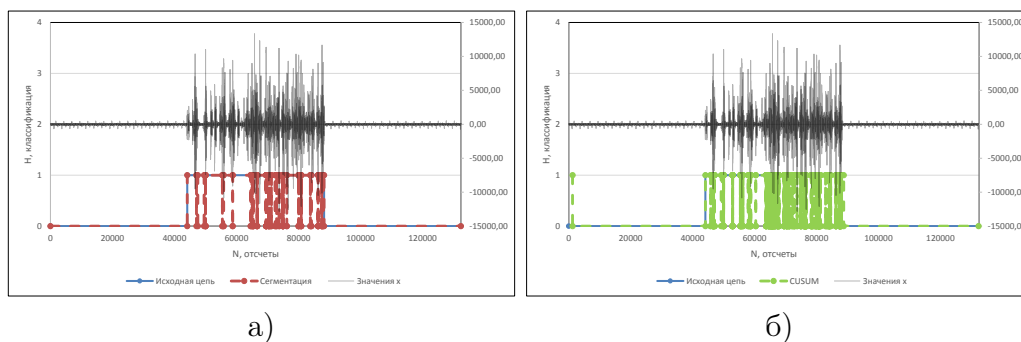 4
3
2
1
0
15000,00
10000,00
5000,00
0,00
-5000,00
-10000,00
-15000,00
Н, классификация
0 20000 40000 60000 80000 100000 120000
N, отсчеты
Исходная цепь Сегментация Значения x
а)
4
3
2
1
0
15000,00
10000,00
5000,00
0,00
-5000,00
-10000,00
-15000,00
Н, классификация
0 20000 40000 60000 80000 100000 120000
N, отсчеты
Исходная цепь CUSUM Значения x
б)